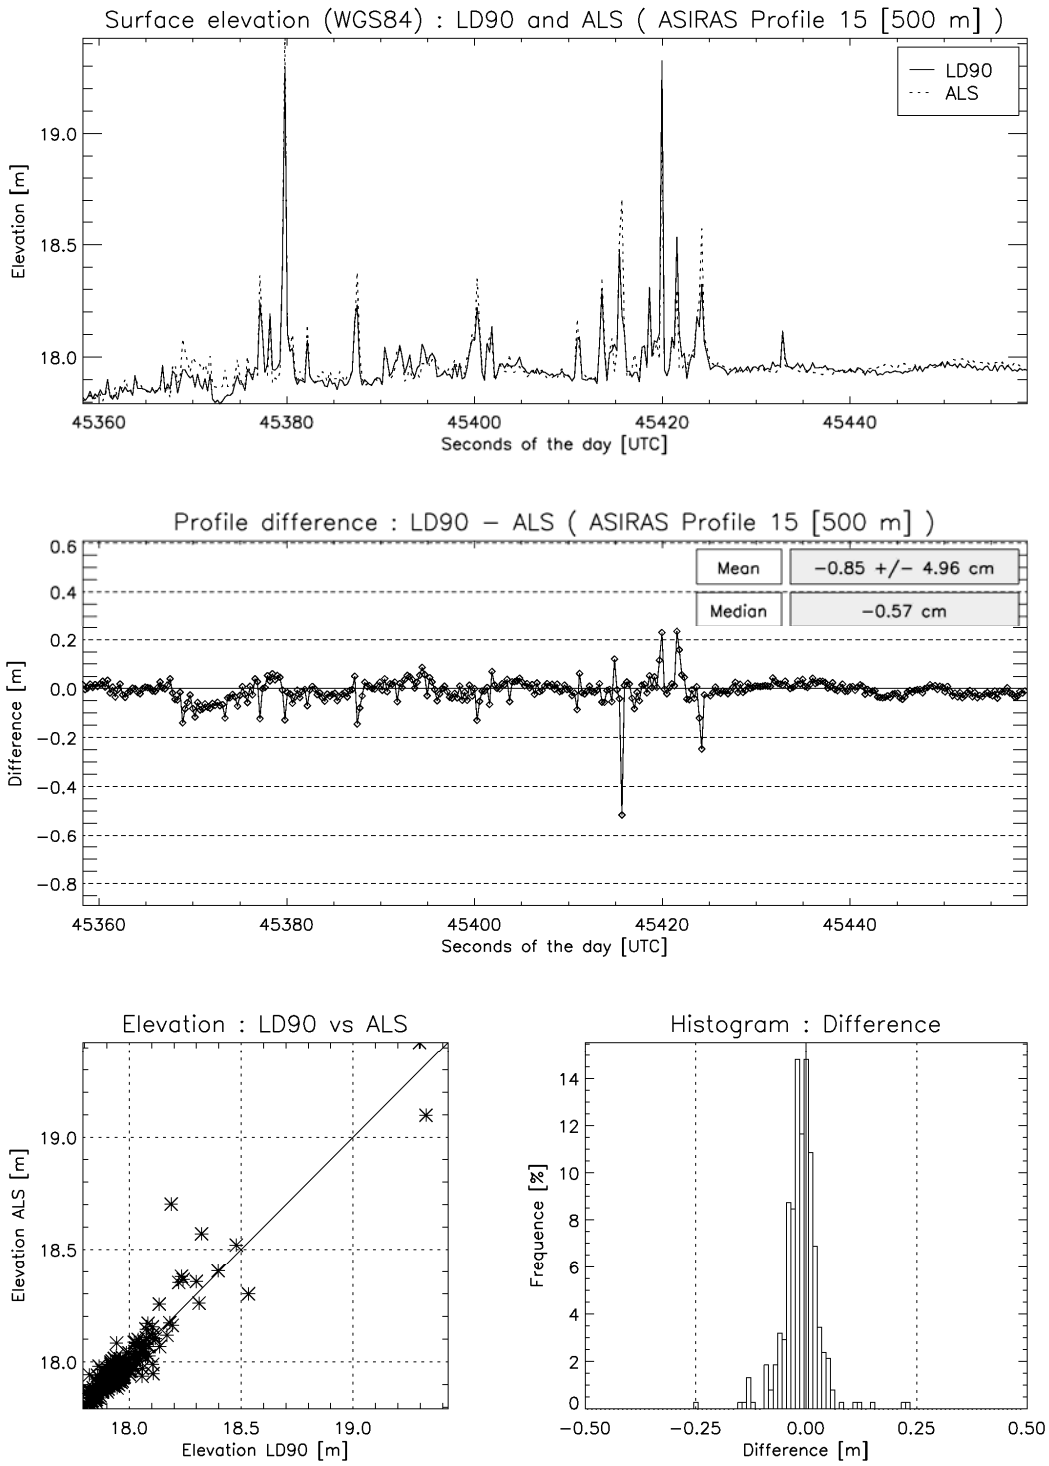 Surface elevation (WGS84) : LD90 and ALS ( ASIRAS Profile 15 [500 m] )
LD90
ALS
19.0
18.5
18.0
Elevation [m]
45360 45380 45400 45420 45440
Seconds of the day [UTC]
Profile difference : LD90 - ALS ( ASIRAS Profile 15 [500 m] )
Mean -0.85 +/- 4.96 cm
Median -0.57 cm
0.6
0.4
0.2
0.0
-0.2
-0.4
-0.6
-0.8
Difference [m]
45360 45380 45400 45420 45440
Seconds of the day [UTC]
Elevation : LD90 vs ALS
19.0
18.5
18.0
Elevation ALS [m]
18.0 18.5 19.0
Elevation LD90 [m]
Histogram : Difference
14
12
10
8
6
4
2
0
Frequence [%]
-0.50 -0.25 0.00 0.25 0.50
Difference [m]